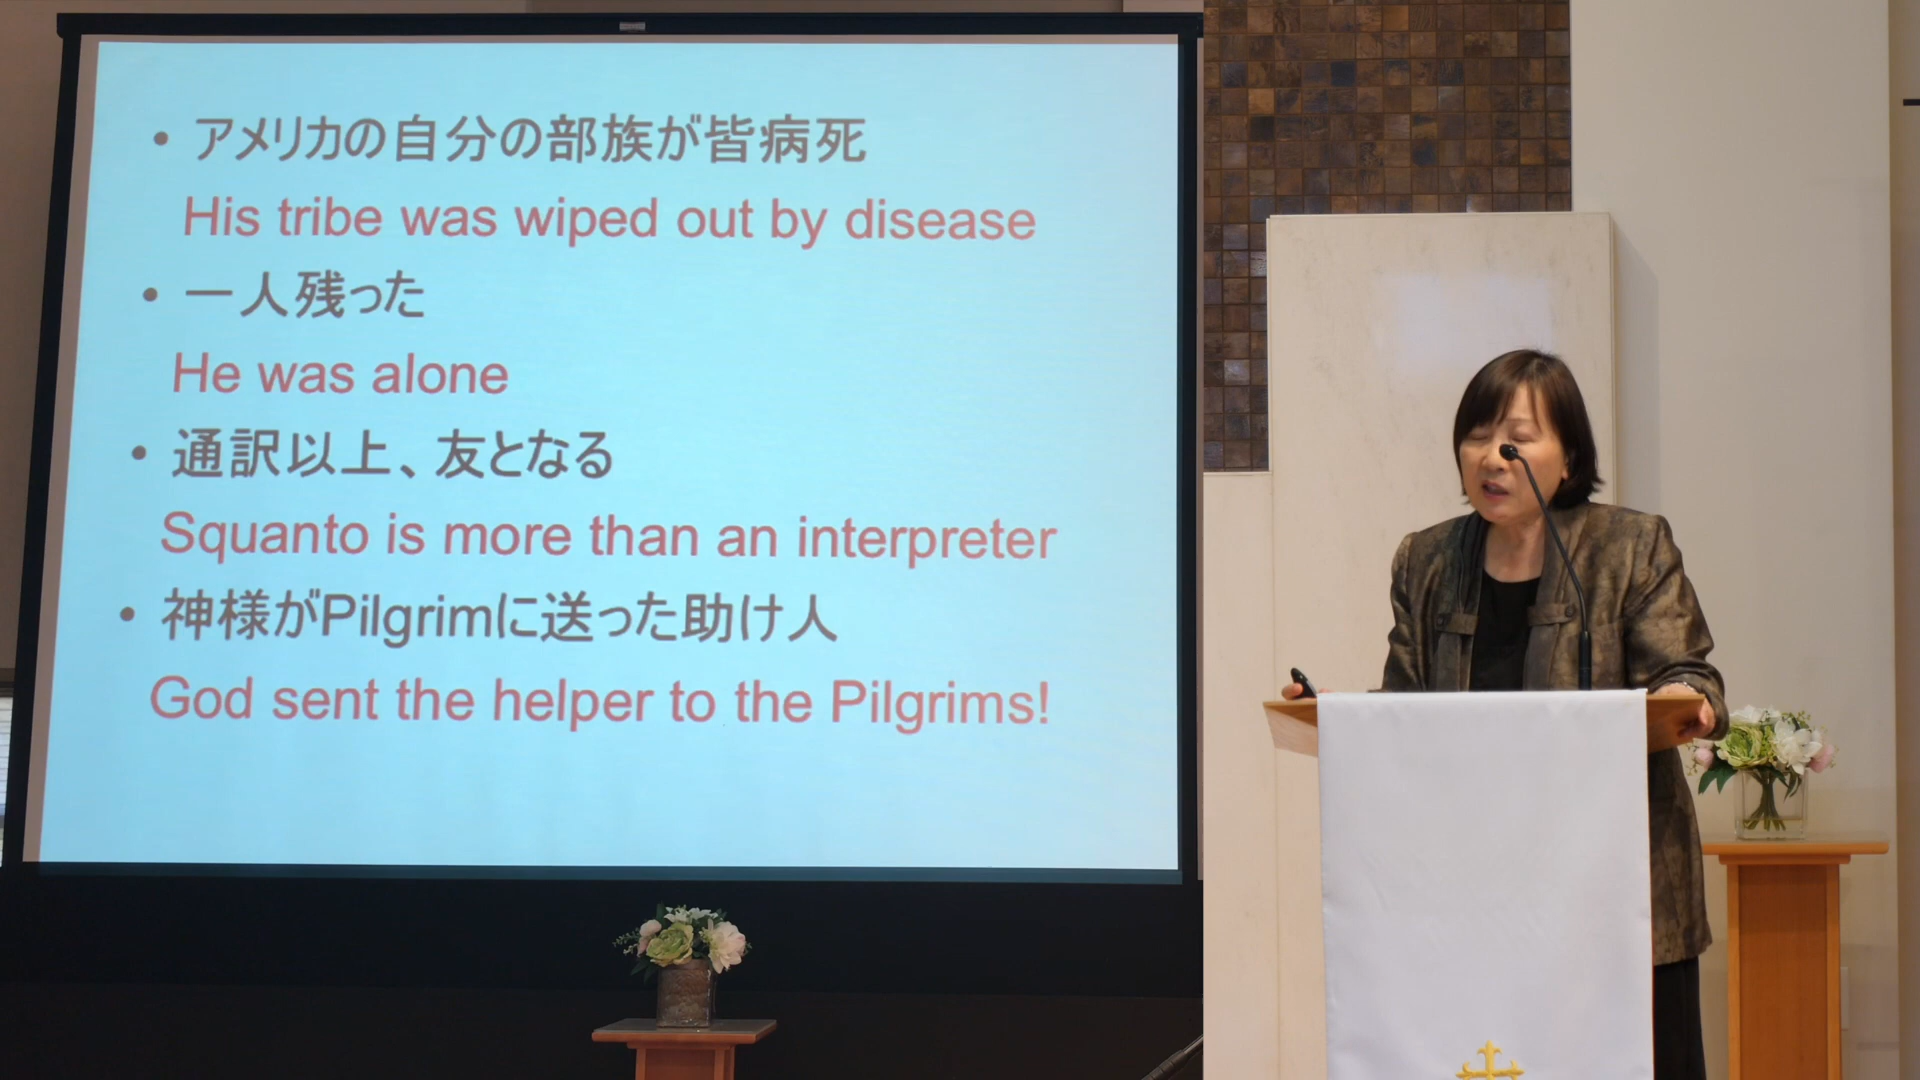 • アメリカの自分の部族が皆病死
His tribe was wiped out by disease
• 一人残った
He was alone
• 通訳以上、友となる
Squanto is more than an interpreter
• 神様がPilgrimに送った助け人
God sent the helper to the Pilgrims!